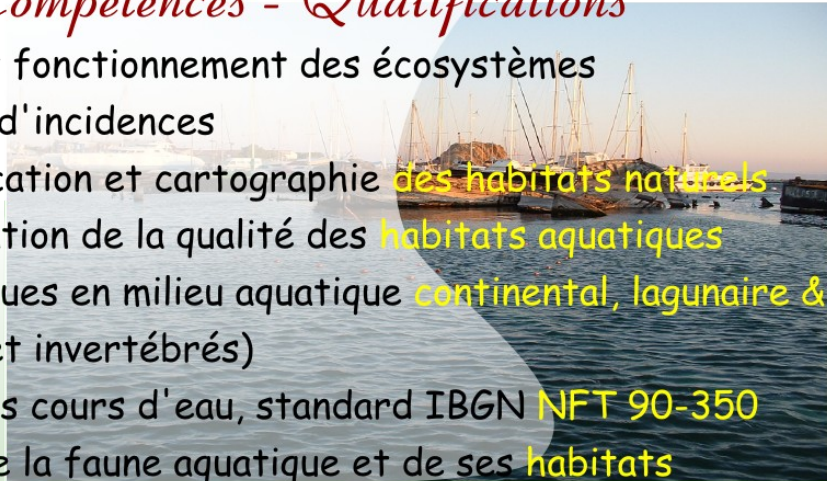 Compétences - Qualifications
fonctionnement des écosystèmes
d'incidences
cation et cartographie des habitats naturels
tion de la qualité des habitats aquatiques
ues en milieu aquatique continental, lagunaire &
et invertébrés)
s cours d'eau, standard IBGN NFT 90-350
e la faune aquatique et de ses habitats